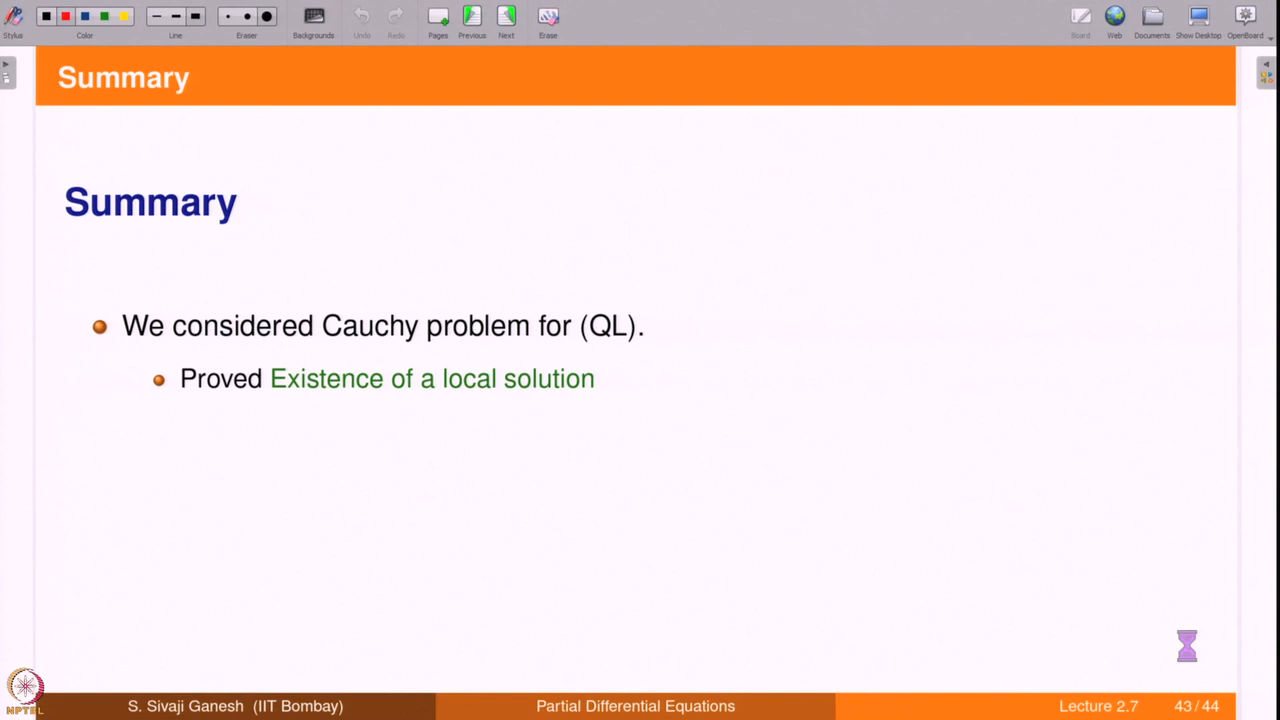 Stylus
Color
Line
Eraser
Backgrounds
Undo
Redo
Pages
Previous
Next
Erase
Board
Web
Documents
Show Desktop
OpenBoard
Summary
Summary
We considered Cauchy problem for (QL).
Proved Existence of a local solution
NPTEL
S. Sivaji Ganesh (IIT Bombay)
Partial Differential Equations
Lecture 2.7
43/44